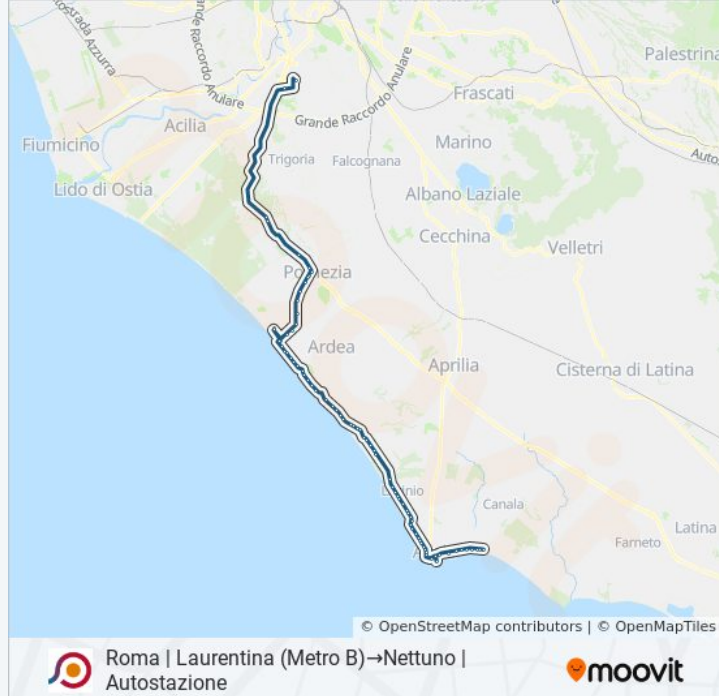 Autostrada Azzurra
Grande Raccordo Anulare
Grande Raccordo Anulare
Palestrina
Frascati
Acilia
Fiumicino
Marino
Trigoria
Falcognana
Lido di Ostia
Albano Laziale
Cecchina
Velletri
Ardea
Aprilia
Cisterna di Latina
Canala
Latina
Farneto
© OpenStreetMap contributors | © OpenMapTiles
Roma | Laurentina (Metro B)→Nettuno |
Autostazione
moovit